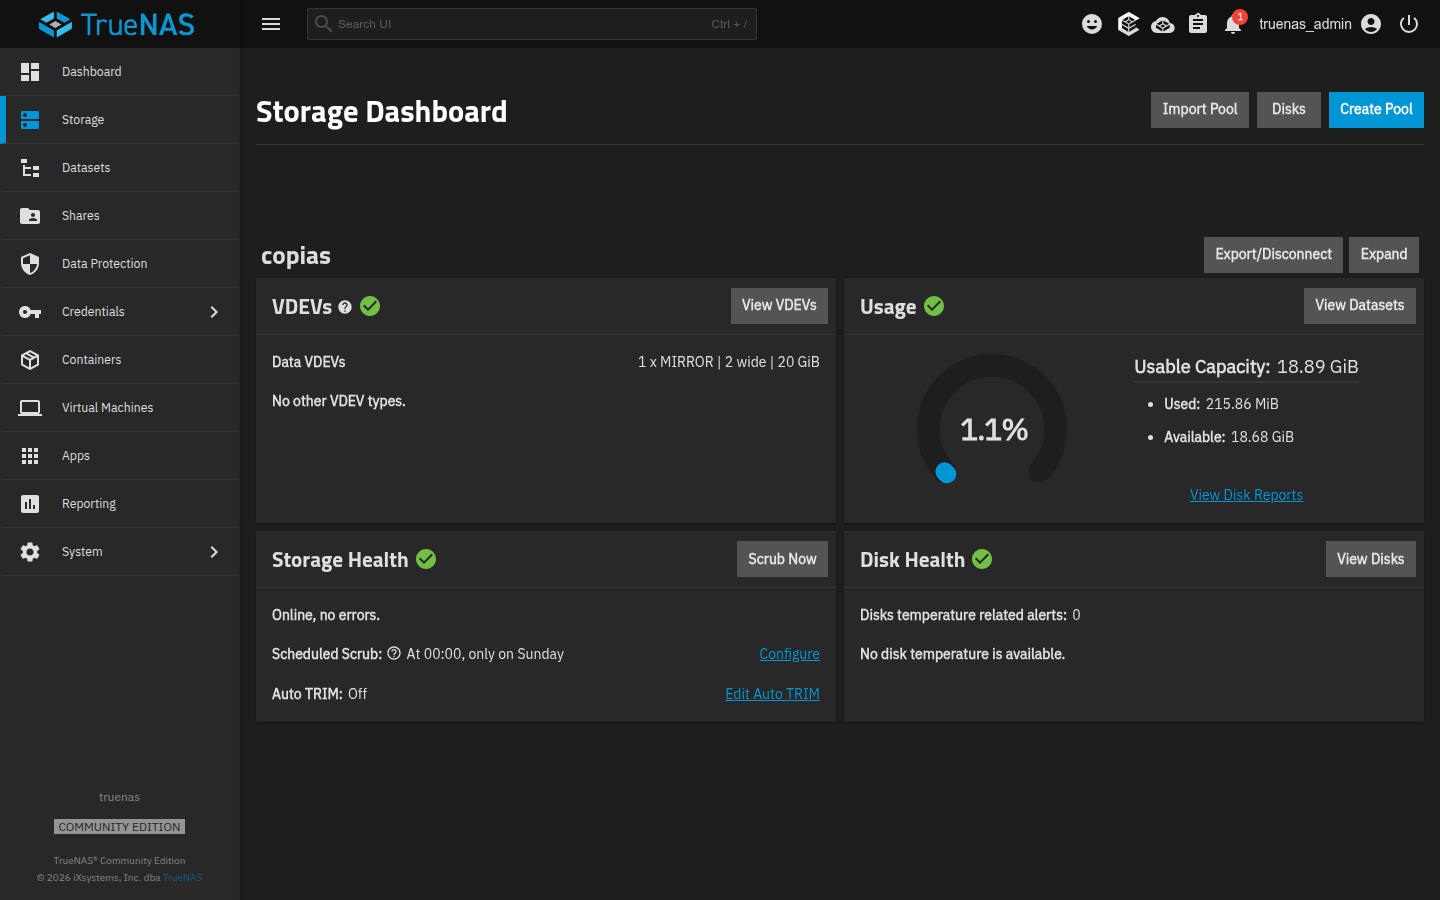 TrueNAS
Search UI
Ctrl + /
1
truenas_admin
Dashboard
Storage
Datasets
Shares
Data Protection
Credentials
Containers
Virtual Machines
Apps
Reporting
System
truenas
COMMUNITY EDITION
TrueNAS® Community Edition
© 2026 iXsystems, Inc. dba TrueNAS
Storage Dashboard
Import Pool
Disks
Create Pool
copias
Export/Disconnect
Expand
VDEVs
View VDEVs
Data VDEVs
1 x MIRROR | 2 wide | 20 GiB
No other VDEV types.
Usage
View Datasets
1.1%
Usable Capacity: 18.89 GiB
Used: 215.86 MiB
Available: 18.68 GiB
View Disk Reports
Storage Health
Scrub Now
Online, no errors.
Scheduled Scrub: At 00:00, only on Sunday
Configure
Auto TRIM: Off
Edit Auto TRIM
Disk Health
View Disks
Disks temperature related alerts: 0
No disk temperature is available.